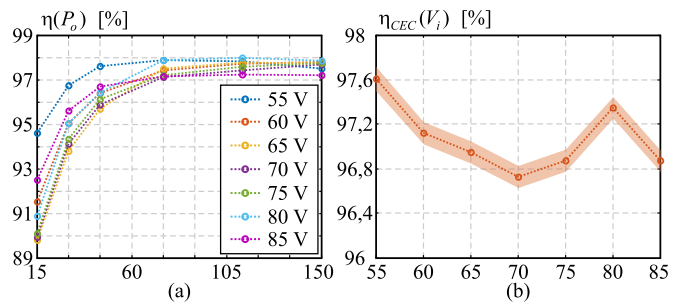 η(Pₒ) [%]
99
97
95
93
91
89
15
60
105
150
55 V
60 V
65 V
70 V
75 V
80 V
85 V
(a)
η_CEC(Vᵢ) [%]
98
97,6
97,2
96.8
96,4
96
55
60
65
70
75
80
85
(b)